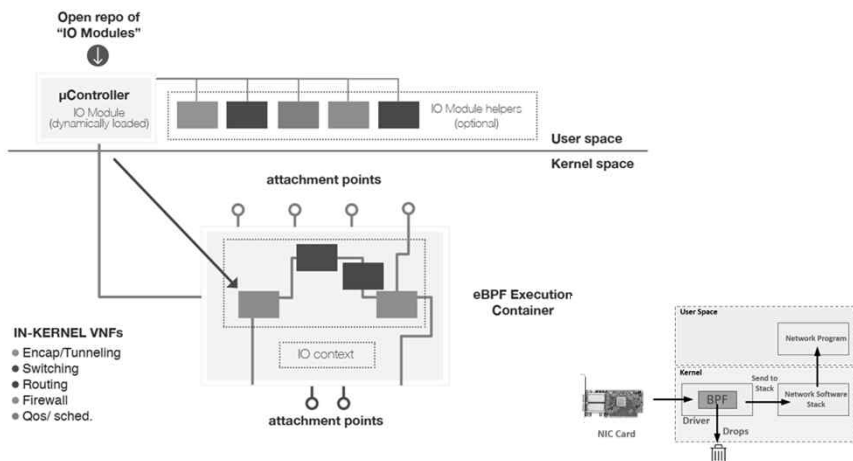 Open repo of
"IO Modules"
µController
IO Module
(dynamically loaded)
IO Module helpers
(optional)
User space
Kernel space
attachment points
eBPF Execution
Container
IO context
attachment points
IN-KERNEL VNFs
Encap/Tunneling
Switching
Routing
Firewall
Qos/ sched.
User Space
Network Program
Kernel
Send to
Stack
BPF
Network Software
Stack
Driver
Drops
NIC Card